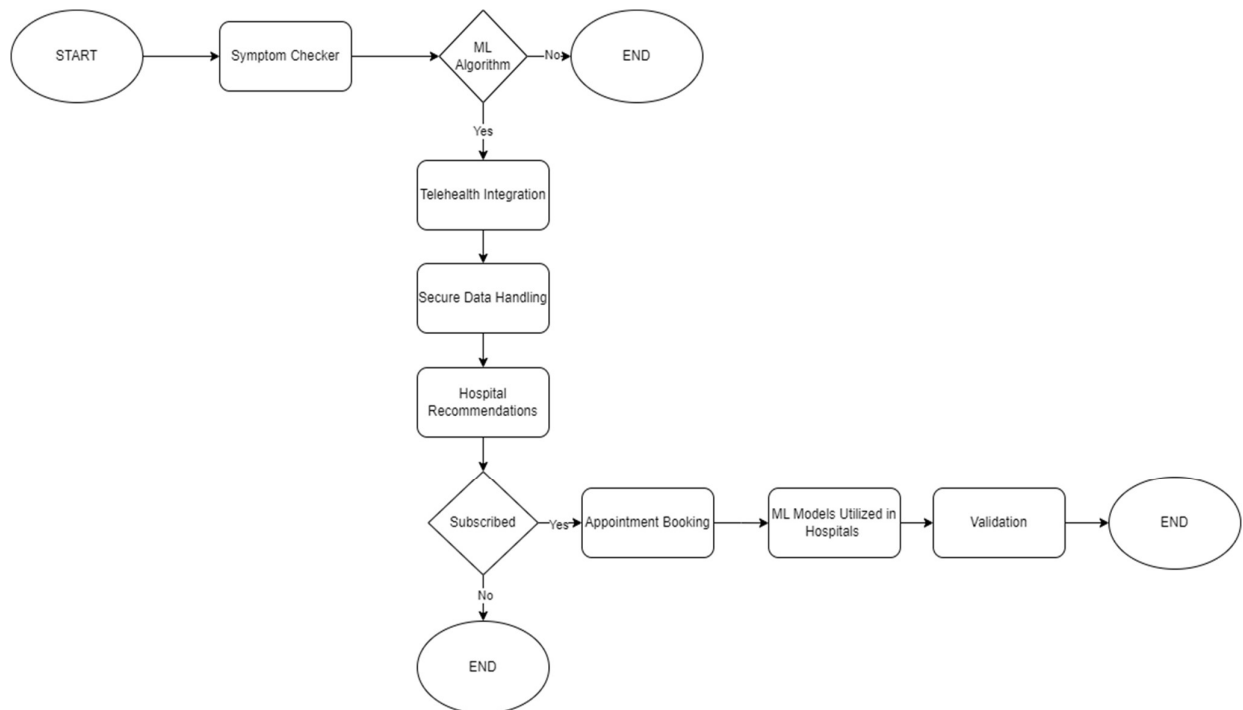 START
Symptom Checker
ML
Algorithm
No
END
Yes
Telehealth Integration
Secure Data Handling
Hospital
Recommendations
Subscribed
Yes
Appointment Booking
ML Models Utilized in
Hospitals
Validation
END
No
END